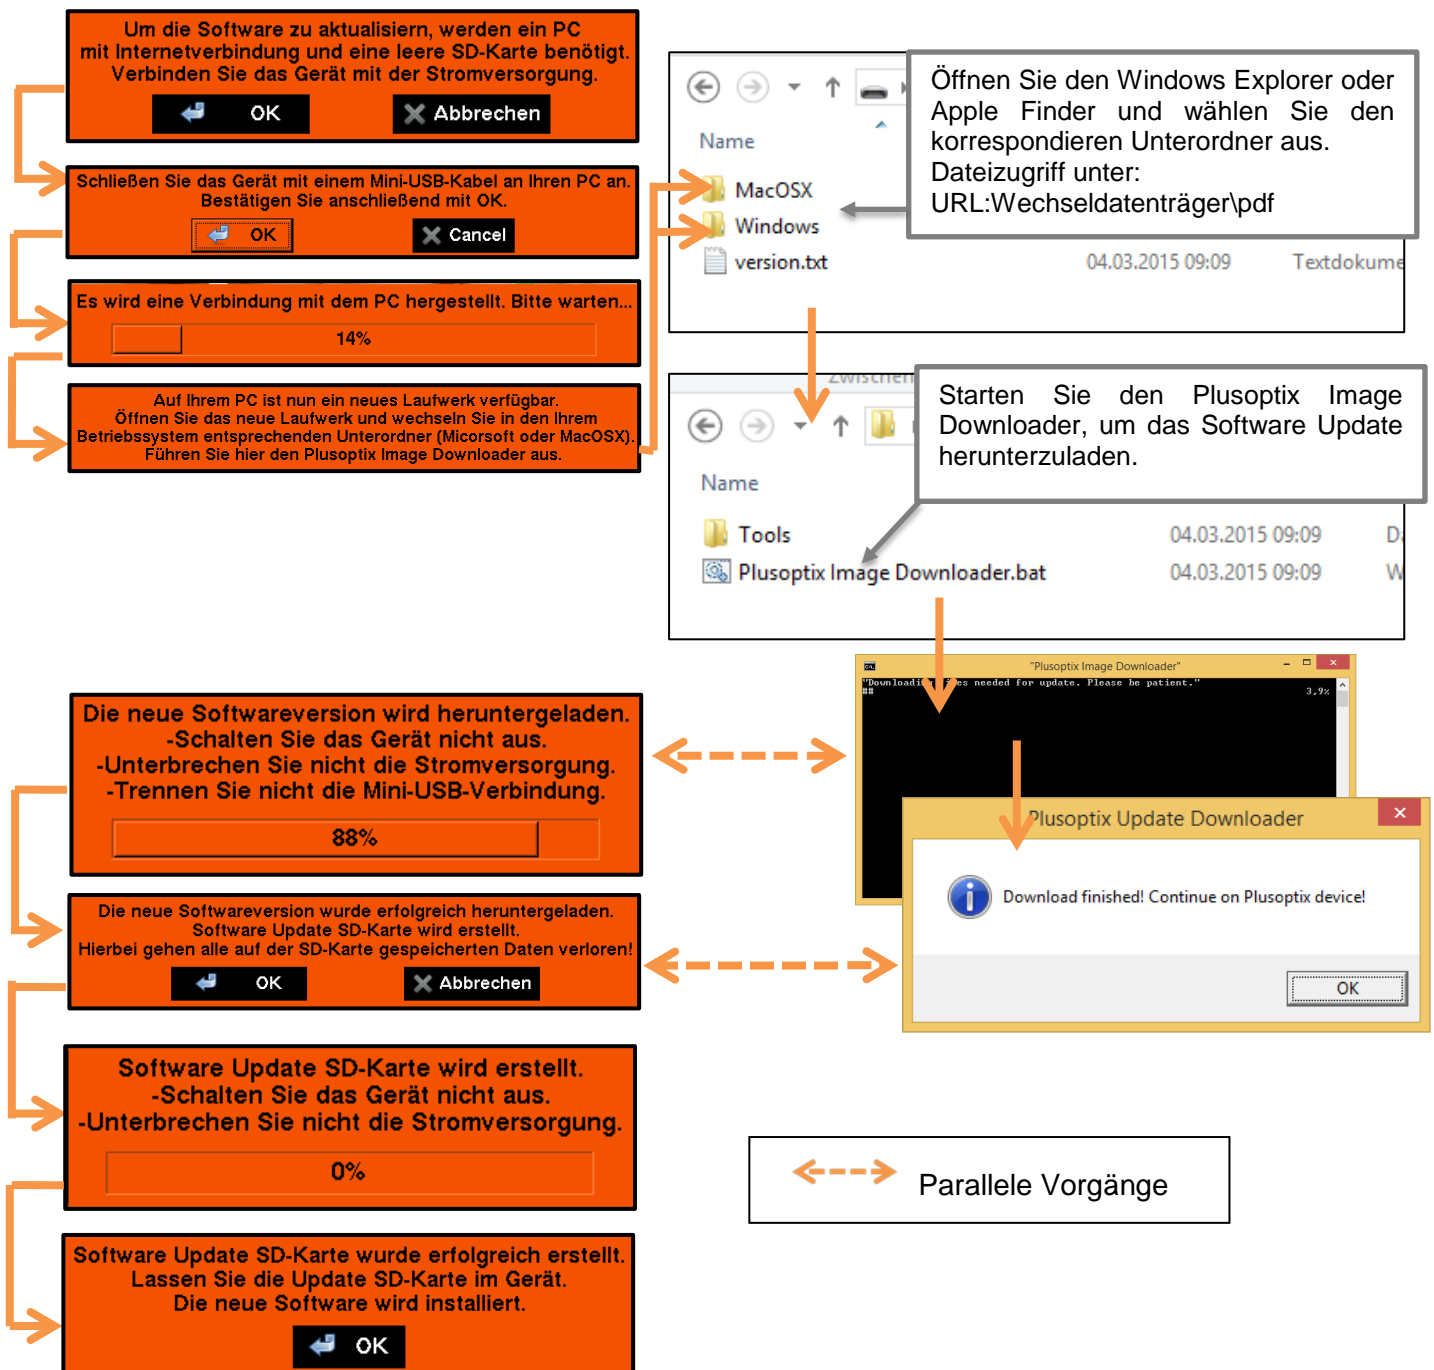 Um die Software zu aktualisiern, werden ein PC
mit Internetverbindung und eine leere SD-Karte benötigt.
Verbinden Sie das Gerät mit der Stromversorgung.
OK
Abbrechen
Schließen Sie das Gerät mit einem Mini-USB-Kabel an Ihren PC an.
Bestätigen Sie anschließend mit OK.
OK
Cancel
Es wird eine Verbindung mit dem PC hergestellt. Bitte warten...
14%
Auf Ihrem PC ist nun ein neues Laufwerk verfügbar.
Öffnen Sie das neue Laufwerk und wechseln Sie in den Ihrem
Betriebssystem entsprechenden Unterordner (Micorsoft oder MacOSX).
Führen Sie hier den Plusoptix Image Downloader aus.
Name
MacOSX
Windows
version.txt
04.03.2015 09:09
Textdokume
Öffnen Sie den Windows Explorer oder
Apple Finder und wählen Sie den
korrespondieren Unterordner aus.
Dateizugriff unter:
URL:Wechseldatenträger\pdf
Zwischen
Name
Tools
04.03.2015 09:09
Plusoptix Image Downloader.bat
04.03.2015 09:09
W
Starten Sie den Plusoptix Image
Downloader, um das Software Update
herunterzuladen.
"Plusoptix Image Downloader"
"Downloading files needed for update. Please be patient."
## 3,9%
Plusoptix Update Downloader
Download finished! Continue on Plusoptix device!
OK
Die neue Softwareversion wird heruntergeladen.
-Schalten Sie das Gerät nicht aus.
-Unterbrechen Sie nicht die Stromversorgung.
-Trennen Sie nicht die Mini-USB-Verbindung.
88%
Die neue Softwareversion wurde erfolgreich heruntergeladen.
Software Update SD-Karte wird erstellt.
Hierbei gehen alle auf der SD-Karte gespeicherten Daten verloren!
OK
Abbrechen
Software Update SD-Karte wird erstellt.
-Schalten Sie das Gerät nicht aus.
-Unterbrechen Sie nicht die Stromversorgung.
0%
Software Update SD-Karte wurde erfolgreich erstellt.
Lassen Sie die Update SD-Karte im Gerät.
Die neue Software wird installiert.
OK
Parallele Vorgänge